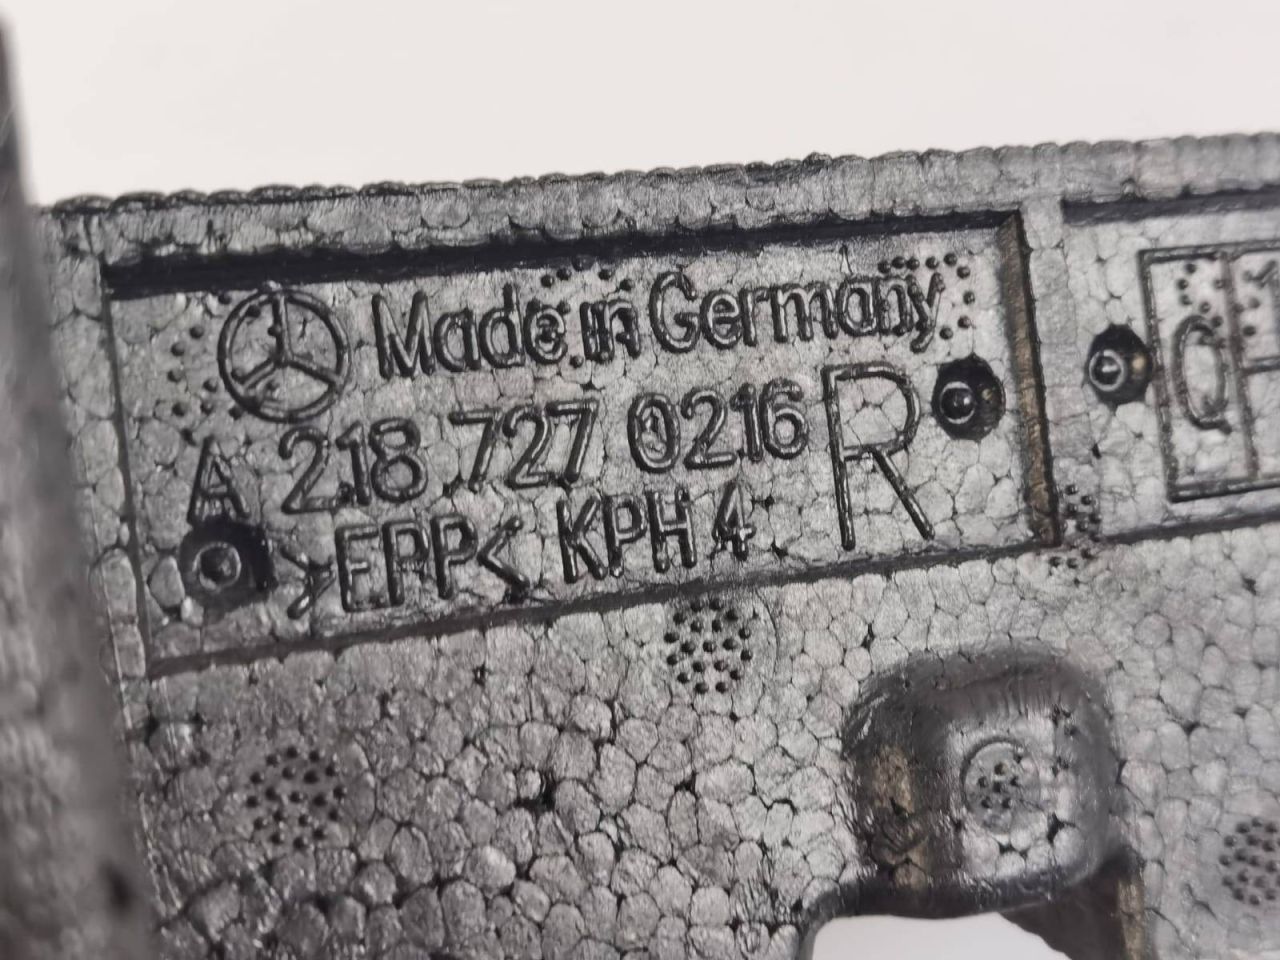 Made in Germany
A 218 727 0216 R
>EPP< KPH 4
Q